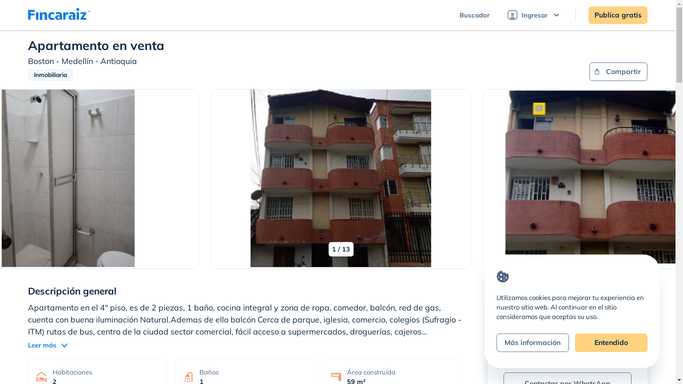 Fincaraiz
Buscador
Ingresar
Publica gratis
Apartamento en venta
Boston - Medellín - Antioquia
Inmobiliaria
Compartir
1 / 13
Descripción general
Apartamento en el 4° piso, es de 2 piezas, 1 baño, cocina integral y zona de ropa, comedor, balcón, red de gas,
cuenta con buena iluminación Natural.Ademas de ello balcón Cerca de parque, iglesia, comercio, colegios (Sufragio -
ITM) rutas de bus, centro de la ciudad sector comercial, fácil acceso a supermercados, droguerías, cajeros...
Leer más
Habitaciones
2
Baños
1
Área construida
59 m²
Utilizamos cookies para mejorar tu experiencia en
nuestro sitio web. Al continuar en el sitio
consideramos que aceptas su uso.
Más información
Entendido
Contactar por WhatsApp